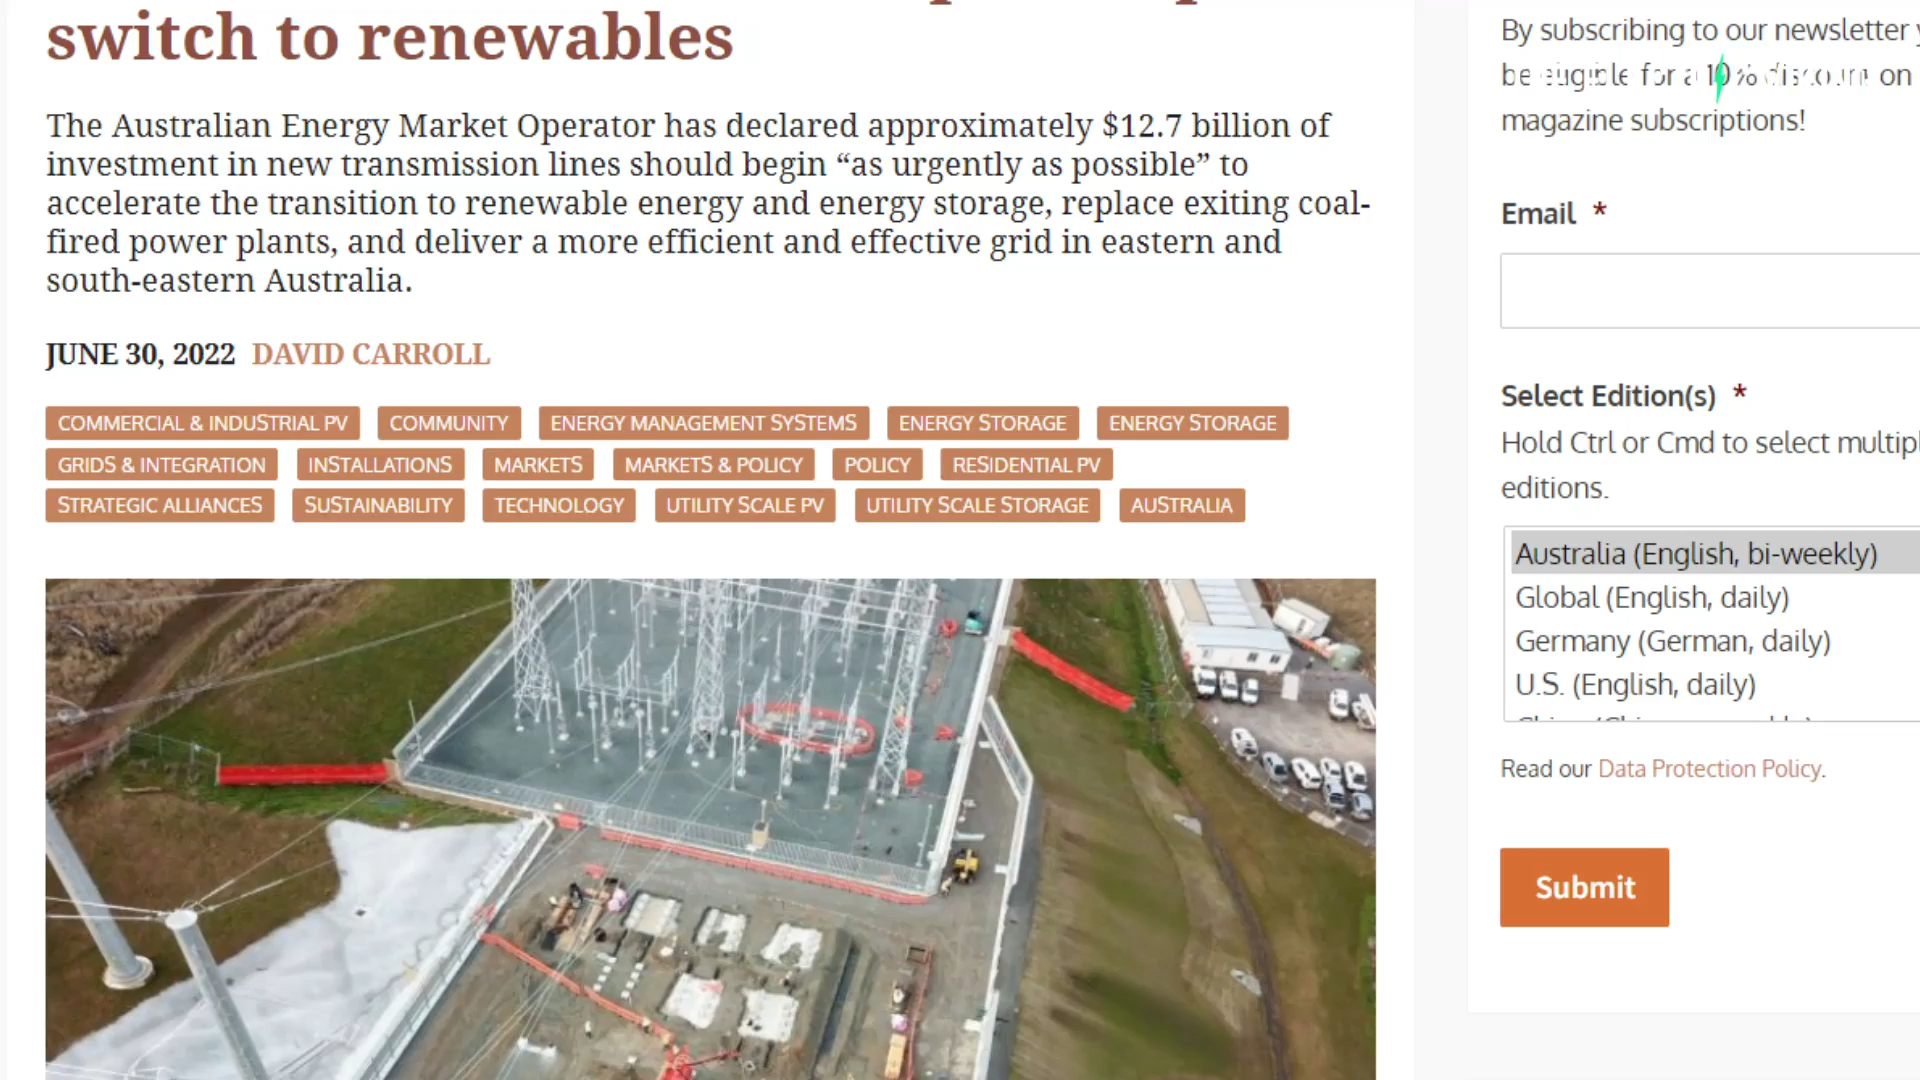 switch to renewables
The Australian Energy Market Operator has declared approximately $12.7 billion of
investment in new transmission lines should begin “as urgently as possible” to
accelerate the transition to renewable energy and energy storage, replace exiting coal-
fired power plants, and deliver a more efficient and effective grid in eastern and
south-eastern Australia.
JUNE 30, 2022 DAVID CARROLL
COMMERCIAL & INDUSTRIAL PV COMMUNITY ENERGY MANAGEMENT SYSTEMS ENERGY STORAGE ENERGY STORAGE
GRIDS & INTEGRATION INSTALLATIONS MARKETS MARKETS & POLICY POLICY RESIDENTIAL PV
STRATEGIC ALLIANCES SUSTAINABILITY TECHNOLOGY UTILITY SCALE PV UTILITY SCALE STORAGE AUSTRALIA
By subscribing to our newsletter
be eligible for a 10% discount on
magazine subscriptions!
Email *
Select Edition(s) *
Hold Ctrl or Cmd to select
editions.
Australia (English, bi-weekly)
Global (English, daily)
Germany (German, daily)
U.S. (English, daily)
Read our Data Protection Policy.
Submit